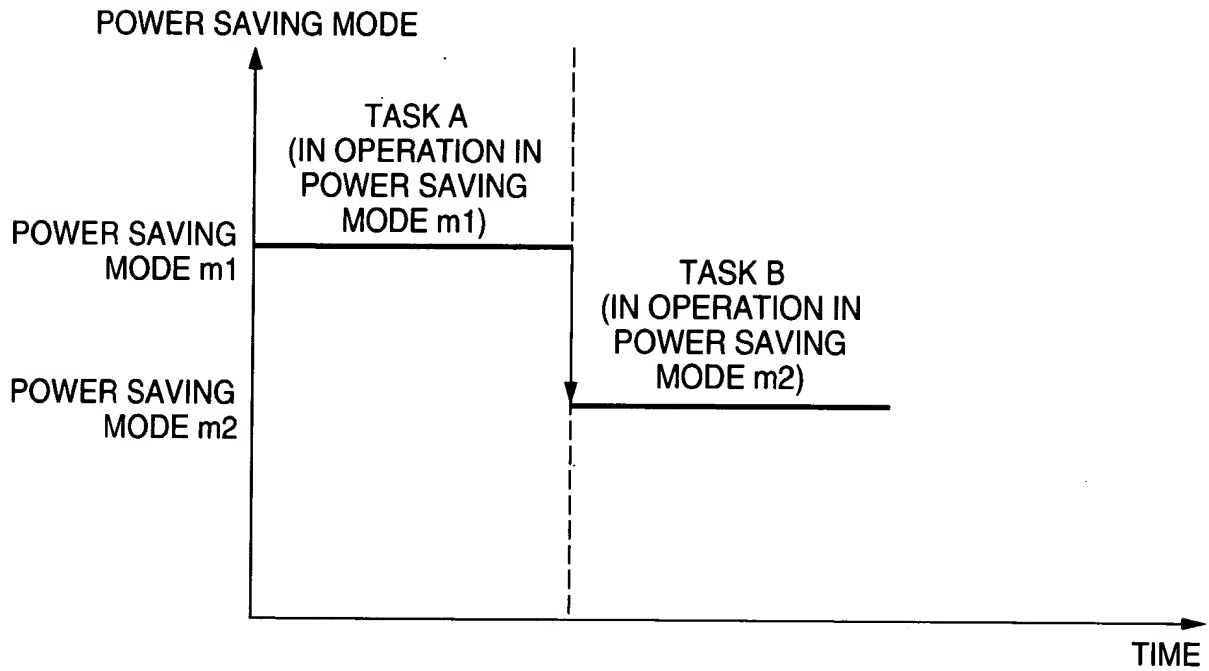 POWER SAVING MODE
TASK A
(IN OPERATION IN
POWER SAVING
MODE m1)
POWER SAVING
MODE m1
TASK B
(IN OPERATION IN
POWER SAVING
MODE m2)
POWER SAVING
MODE m2
TIME